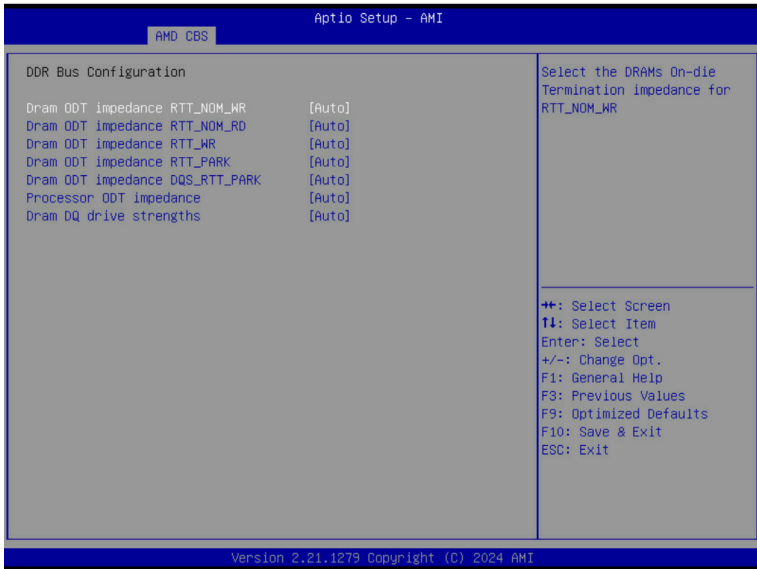 Aptio Setup - AMI
AMD CBS
DDR Bus Configuration
Dram ODT impedance RTT_NOM_WR [Auto]
Dram ODT impedance RTT_NOM_RD [Auto]
Dram ODT impedance RTT_WR [Auto]
Dram ODT impedance RTT_PARK [Auto]
Dram ODT impedance DQS_RTT_PARK [Auto]
Processor ODT impedance [Auto]
Dram DQ drive strengths [Auto]
Select the DRAMs On-die
Termination impedance for
RTT_NOM_WR
→←: Select Screen
↑↓: Select Item
Enter: Select
+/-: Change Opt.
F1: General Help
F3: Previous Values
F9: Optimized Defaults
F10: Save & Exit
ESC: Exit
Version 2.21.1279 Copyright (C) 2024 AMI